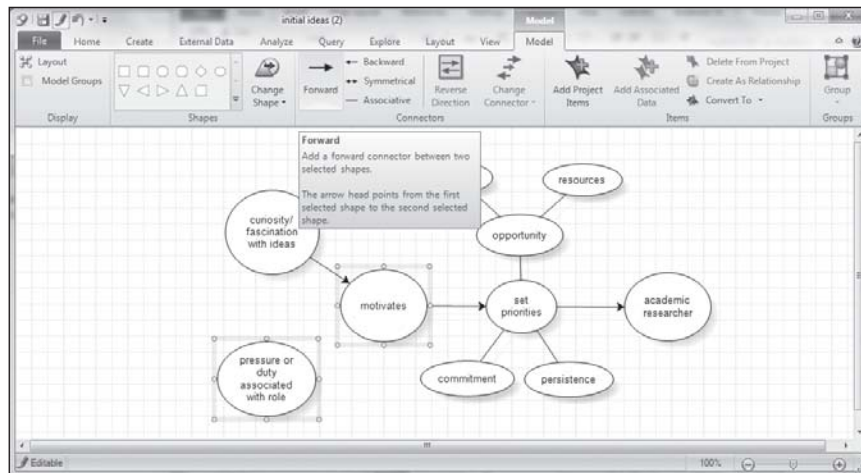 initial ideas (2)
Model
File Home Create External Data Analyze Query Explore Layout View Model
Layout
Model Groups
Display
Shapes
Change
Shape
Forward
Backward
Symmetrical
Associative
Reverse
Direction
Change
Connector
Connectors
Add Project
Items
Add Associated
Data
Delete From Project
Create As Relationship
Convert To
Items
Group
Groups
Forward
Add a forward connector between two
selected shapes.
The arrow head points from the first
selected shape to the second selected
shape.
resources
curiosity/
fascination
with ideas
opportunity
motivates
set
priorities
academic
researcher
pressure or
duty
associated
with role
commitment
persistence
Editable
100%